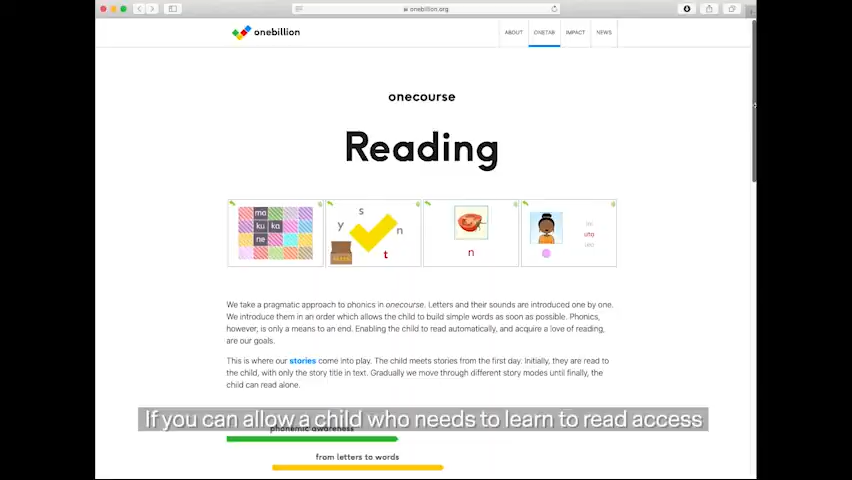 onebillion.org
onebillion
ABOUT
ONETAB
IMPACT
NEWS
onecourse
Reading
ma
ku ka
ne
s
y
n
t
n
sito
We take a pragmatic approach to phonics in onecourse. Letters and their sounds are introduced one by one.
We introduce them in an order which allows the child to build simple words as soon as possible. Phonics,
however, is only a means to an end. Enabling the child to read automatically, and acquire a love of reading,
are our goals.
This is where our stories come into play. The child meets stories from the first day. Initially, they are read to
the child, with only the story title in text. Gradually we move through different story modes until finally, the
child can read alone.
If you can allow a child who needs to learn to read access
phonemic awareness
from letters to words